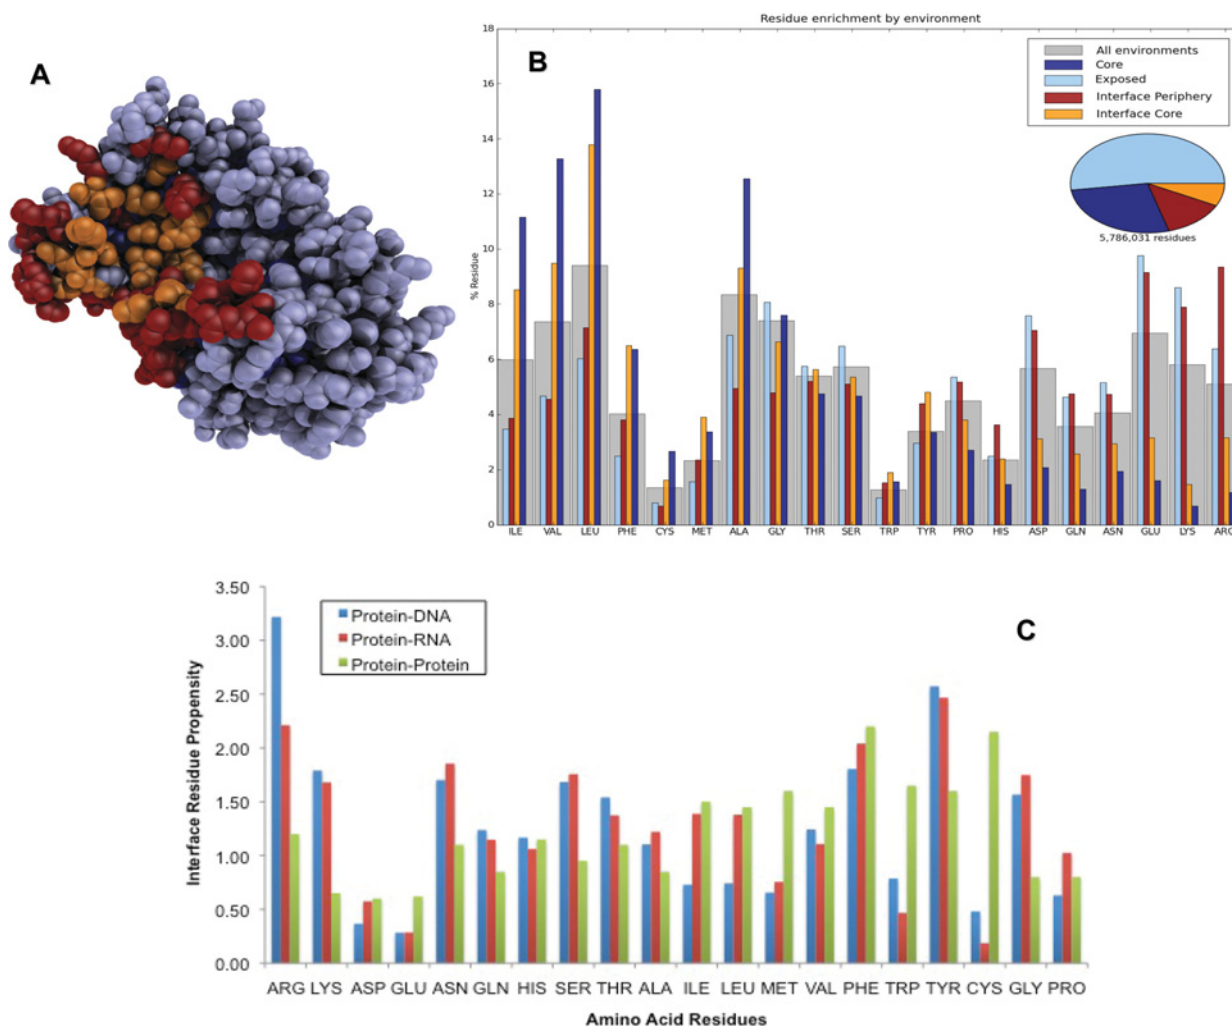 A
Residue enrichment by environment
B
All environments
Core
Exposed
Interface Periphery
Interface Core
5,786,031 residues
% Residue
18
16
14
12
10
8
6
4
2
0
ILE VAL LEU PHE CYS MET ALA GLY THR SER TRP TYR PRO HIS ASP GLN ASN GLU LYS ARG
C
Protein-DNA
Protein-RNA
Protein-Protein
Interface Residue Propensity
3.50
3.00
2.50
2.00
1.50
1.00
0.50
0.00
ARG LYS ASP GLU ASN GLN HIS SER THR ALA ILE LEU MET VAL PHE TRP TYR CYS GLY PRO
Amino Acid Residues